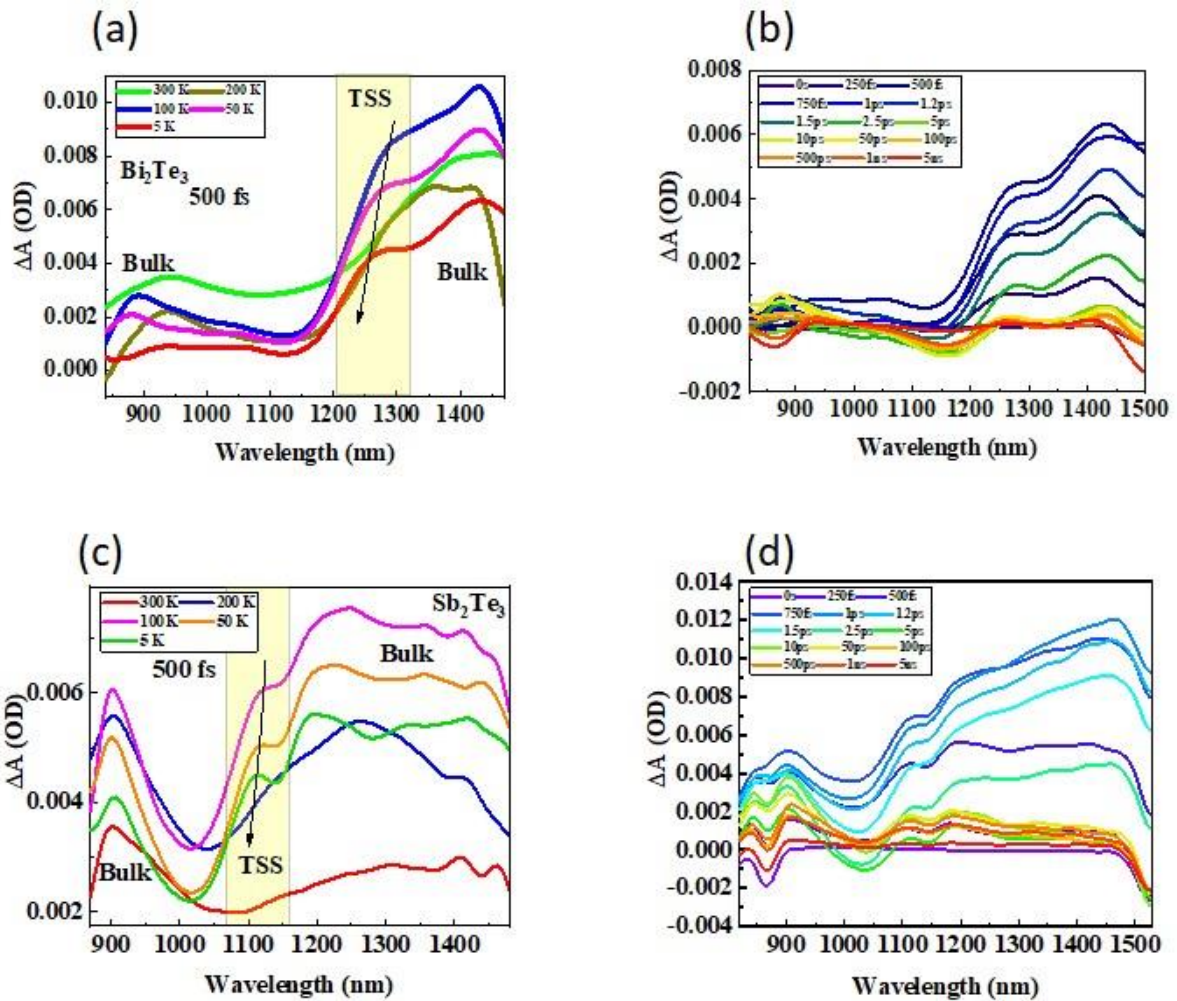 (a)
0.010
0.008
0.006
0.004
0.002
0.000
ΔA (OD)
300 K 200 K
100 K 50 K
5 K
TSS
Bi2Te3
500 fs
Bulk
Bulk
900 1000 1100 1200 1300 1400
Wavelength (nm)
(b)
0.008
0.006
0.004
0.002
0.000
-0.002
ΔA (OD)
0s 250fs 500fs
750fs 1ps 1.2ps
1.5ps 2.5ps 5ps
10ps 50ps 100ps
500ps 1ns 5ns
900 1000 1100 1200 1300 1400 1500
Wavelength (nm)
(c)
0.006
0.004
0.002
ΔA (OD)
300 K 200 K
100 K 50 K
5 K
500 fs
Sb2Te3
Bulk
Bulk
TSS
900 1000 1100 1200 1300 1400
Wavelength (nm)
(d)
0.014
0.012
0.010
0.008
0.006
0.004
0.002
0.000
-0.002
-0.004
ΔA (OD)
0s 250fs 500fs
750fs 1ps 1.2ps
1.5ps 2.5ps 5ps
10ps 50ps 100ps
500ps 1ns 5ns
900 1000 1100 1200 1300 1400 1500
Wavelength (nm)